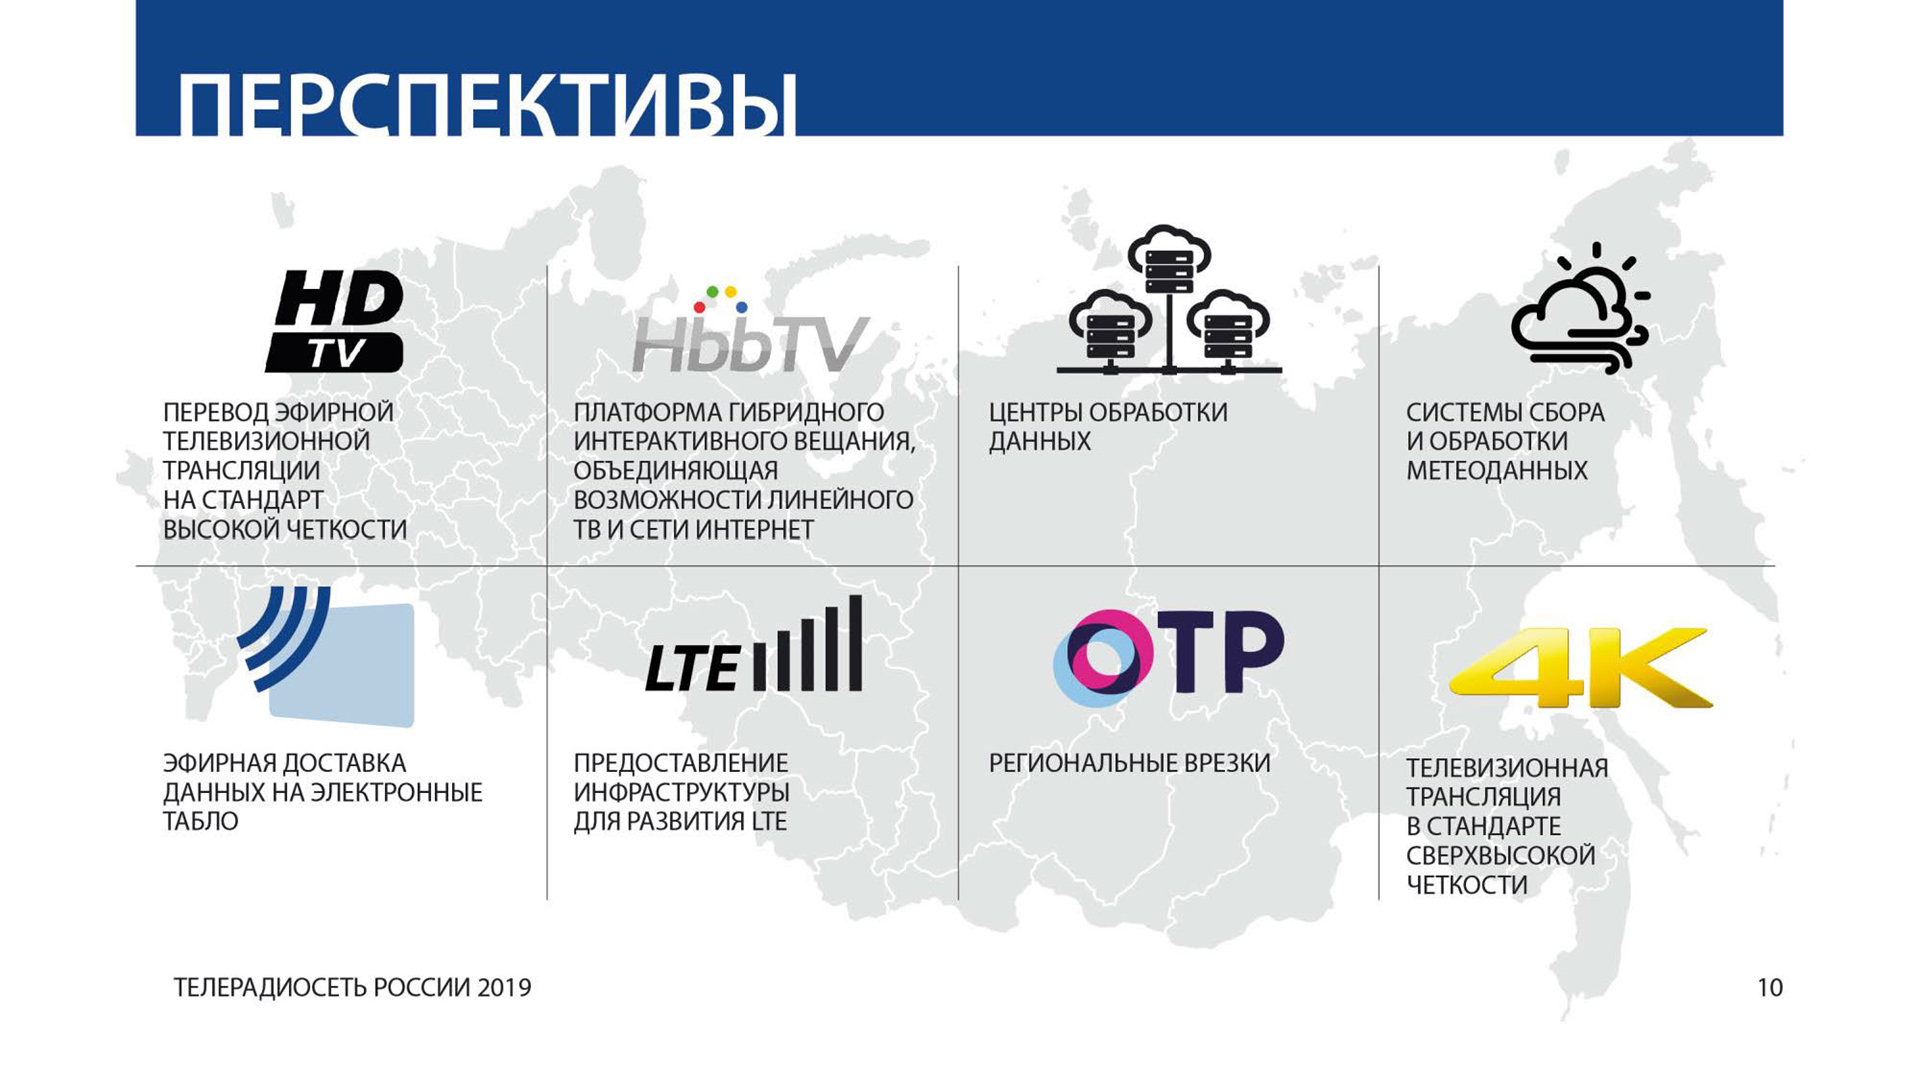 ПЕРСПЕКТИВЫ
HD
TV
ПЕРЕВОД ЭФИРНОЙ
ТЕЛЕВИЗИОННОЙ
ТРАНСЛЯЦИИ
НА СТАНДАРТ
ВЫСОКОЙ ЧЕТКОСТИ
HbbTV
ПЛАТФОРМА ГИБРИДНОГО
ИНТЕРАКТИВНОГО ВЕЩАНИЯ,
ОБЪЕДИНЯЮЩАЯ
ВОЗМОЖНОСТИ ЛИНЕЙНОГО
ТВ И СЕТИ ИНТЕРНЕТ
ЦЕНТРЫ ОБРАБОТКИ
ДАННЫХ
СИСТЕМЫ СБОРА
И ОБРАБОТКИ
МЕТЕОДАННЫХ
ЭФИРНАЯ ДОСТАВКА
ДАННЫХ НА ЭЛЕКТРОННЫЕ
ТАБЛО
LTE
ПРЕДОСТАВЛЕНИЕ
ИНФРАСТРУКТУРЫ
ДЛЯ РАЗВИТИЯ LTE
ОТР
РЕГИОНАЛЬНЫЕ ВРЕЗКИ
4K
ТЕЛЕВИЗИОННАЯ
ТРАНСЛЯЦИЯ
В СТАНДАРТЕ
СВЕРХВЫСОКОЙ
ЧЕТКОСТИ
ТЕЛЕРАДИОСЕТЬ РОССИИ 2019
10